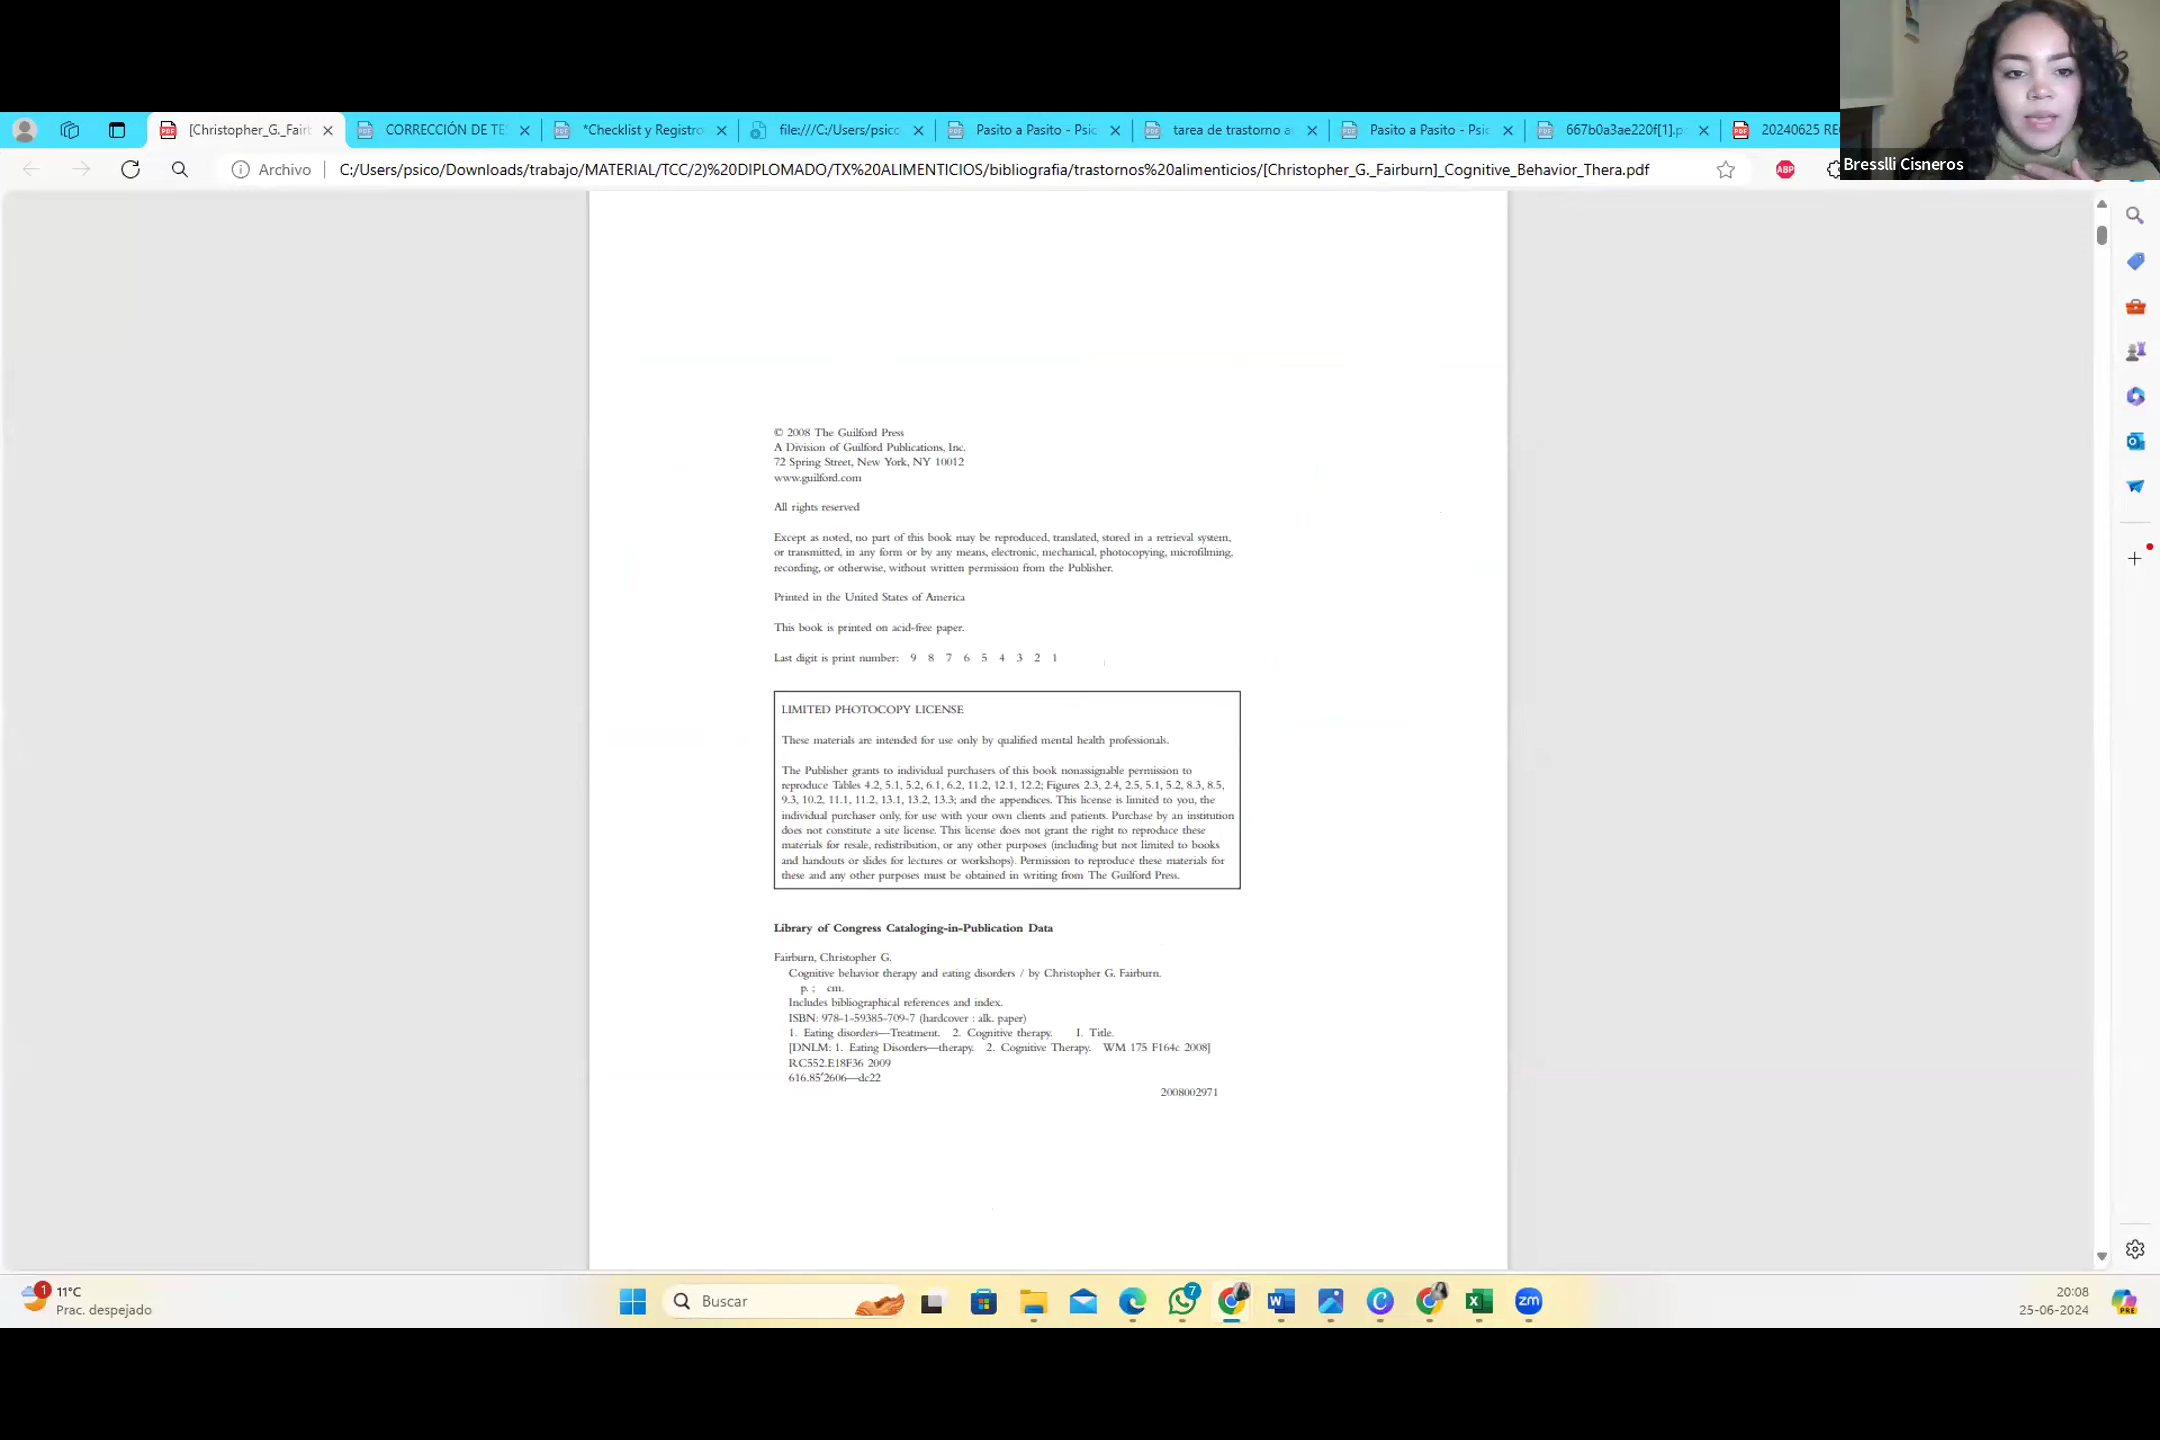 [Christopher_G._Fair
CORRECCIÓN DE TE
*Checklist y Registro
file:///C:/Users/psico
Pasito a Pasito - Psic
tarea de trastorno a
Pasito a Pasito - Psic
667b0a3ae220f[1].p
20240625 RE
Archivo
C:/Users/psico/Downloads/trabajo/MATERIAL/TCC/2)%20DIPLOMADO/TX%20ALIMENTICIOS/bibliografia/trastornos%20alimenticios/[Christopher_G._Fairburn]_Cognitive_Behavior_Thera.pdf
ABP
Bresslli Cisneros
© 2008 The Guilford Press
A Division of Guilford Publications, Inc.
72 Spring Street, New York, NY 10012
www.guilford.com
All rights reserved
Except as noted, no part of this book may be reproduced, translated, stored in a retrieval system,
or transmitted, in any form or by any means, electronic, mechanical, photocopying, microfilming,
recording, or otherwise, without written permission from the Publisher.
Printed in the United States of America
This book is printed on acid-free paper.
Last digit is print number: 9 8 7 6 5 4 3 2 1
LIMITED PHOTOCOPY LICENSE
These materials are intended for use only by qualified mental health professionals.
The Publisher grants to individual purchasers of this book nonassignable permission to
reproduce Tables 4.2, 5.1, 5.2, 6.1, 6.2, 11.2, 12.1, 12.2; Figures 2.3, 2.4, 2.5, 5.1, 5.2, 8.3, 8.5,
9.3, 10.2, 11.1, 11.2, 13.1, 13.2, 13.3; and the appendices. This license is limited to you, the
individual purchaser only, for use with your own clients and patients. Purchase by an institution
does not constitute a site license. This license does not grant the right to reproduce these
materials for resale, redistribution, or any other purposes (including but not limited to books
and handouts or slides for lectures or workshops). Permission to reproduce these materials for
these and any other purposes must be obtained in writing from The Guilford Press.
Library of Congress Cataloging-in-Publication Data
Fairburn, Christopher G.
Cognitive behavior therapy and eating disorders / by Christopher G. Fairburn.
p. ; cm.
Includes bibliographical references and index.
ISBN: 978-1-59385-709-7 (hardcover : alk. paper)
1. Eating disorders—Treatment. 2. Cognitive therapy. I. Title.
[DNLM: 1. Eating Disorders—therapy. 2. Cognitive Therapy. WM 175 F164c 2008]
RC552.E18F36 2009
616.85′2606—dc22
2008002971
1
11°C
Prac. despejado
Buscar
7
zm
20:08
25-06-2024
PRE